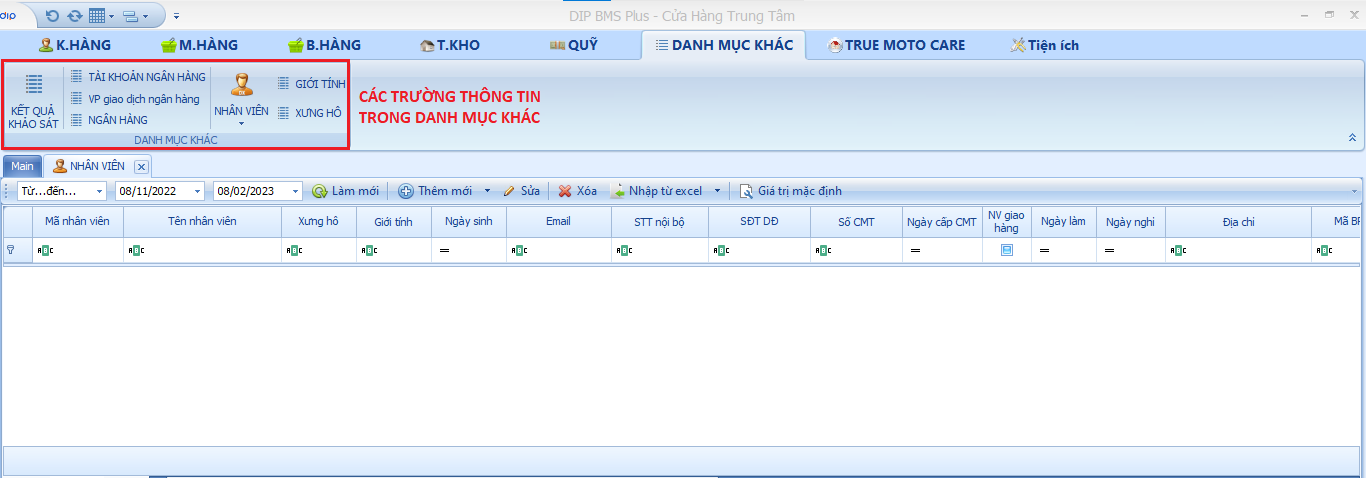 dip
DIP BMS Plus - Cửa Hàng Trung Tâm
K.HÀNG
M.HÀNG
B.HÀNG
T.KHO
QUỸ
DANH MỤC KHÁC
TRUE MOTO CARE
Tiện ích
KẾT QUẢ
KHẢO SÁT
TÀI KHOẢN NGÂN HÀNG
VP giao dịch ngân hàng
NGÂN HÀNG
NHÂN VIÊN
GIỚI TÍNH
XƯNG HÔ
DANH MỤC KHÁC
CÁC TRƯỜNG THÔNG TIN
TRONG DANH MỤC KHÁC
Main
NHÂN VIÊN
Từ...đến...
08/11/2022
08/02/2023
Làm mới
Thêm mới
Sửa
Xóa
Nhập từ excel
Giá trị mặc định
Mã nhân viên
Tên nhân viên
Xưng hô
Giới tính
Ngày sinh
Email
STT nội bộ
SĐT DĐ
Số CMT
Ngày cấp CMT
NV giao
hàng
Ngày làm
Ngày nghỉ
Địa chỉ
Mã BP
ABC
ABC
ABC
ABC
=
ABC
ABC
ABC
ABC
=
=
=
ABC
ABC